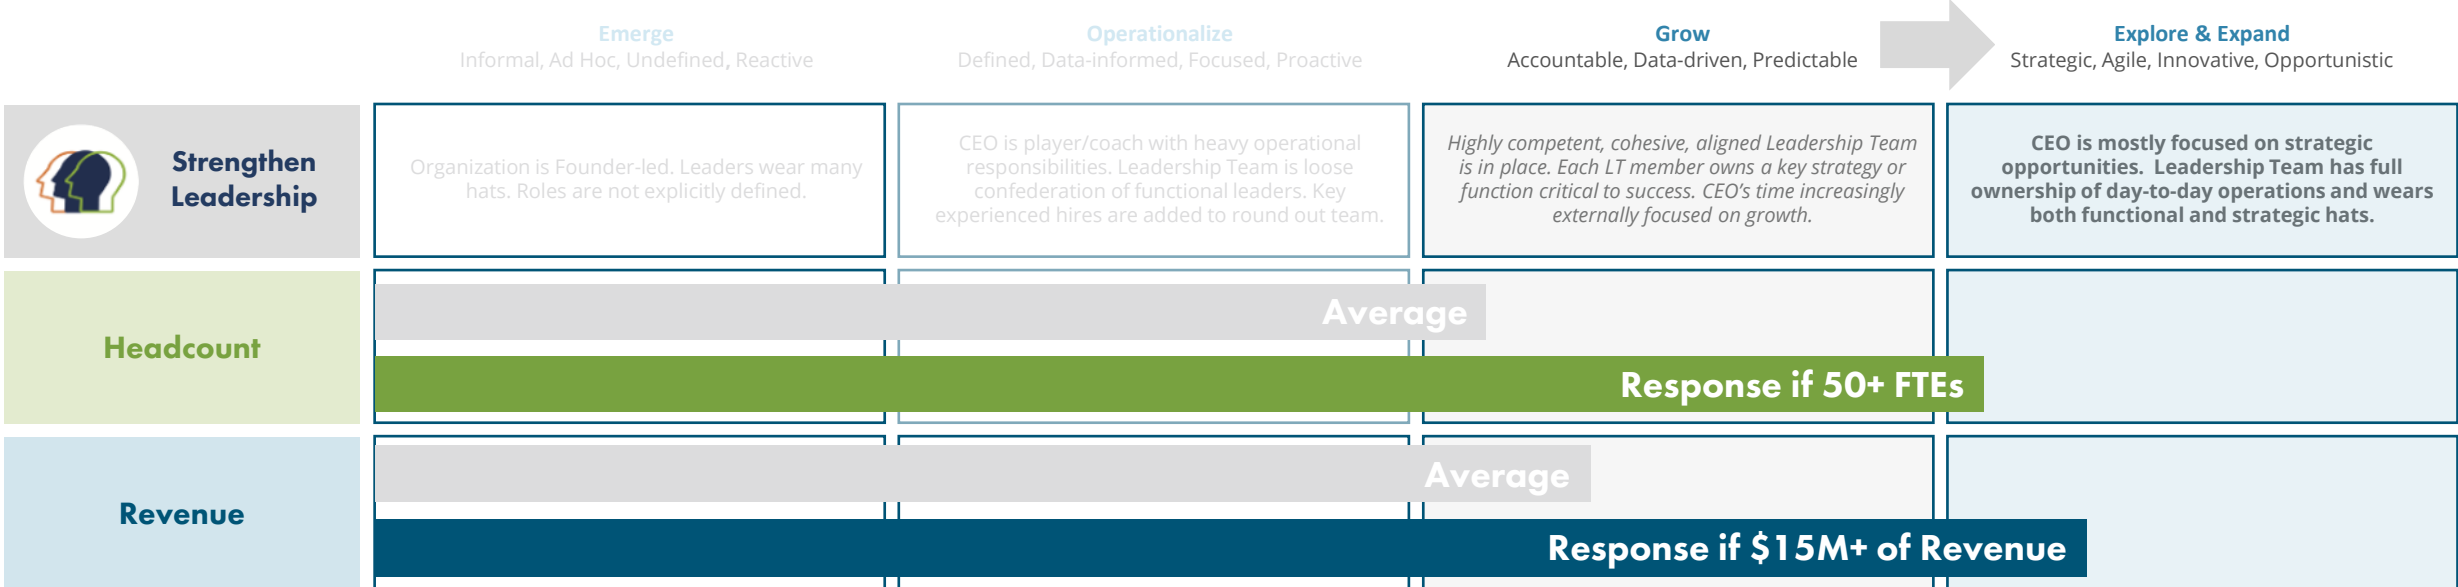 Emerge
Informal, Ad Hoc, Undefined, Reactive
Operationalize
Defined, Data-informed, Focused, Proactive
Grow
Accountable, Data-driven, Predictable
Explore & Expand
Strategic, Agile, Innovative, Opportunistic
Strengthen
Leadership
Organization is Founder-led. Leaders wear many
hats. Roles are not explicitly defined.
CEO is player/coach with heavy operational
responsibilities. Leadership Team is loose
confederation of functional leaders. Key
experienced hires are added to round out team.
Highly competent, cohesive, aligned Leadership Team
is in place. Each LT member owns a key strategy or
function critical to success. CEO’s time increasingly
externally focused on growth.
CEO is mostly focused on strategic
opportunities. Leadership Team has full
ownership of day-to-day operations and wears
both functional and strategic hats.
Headcount
Average
Response if 50+ FTEs
Revenue
Average
Response if $15M+ of Revenue